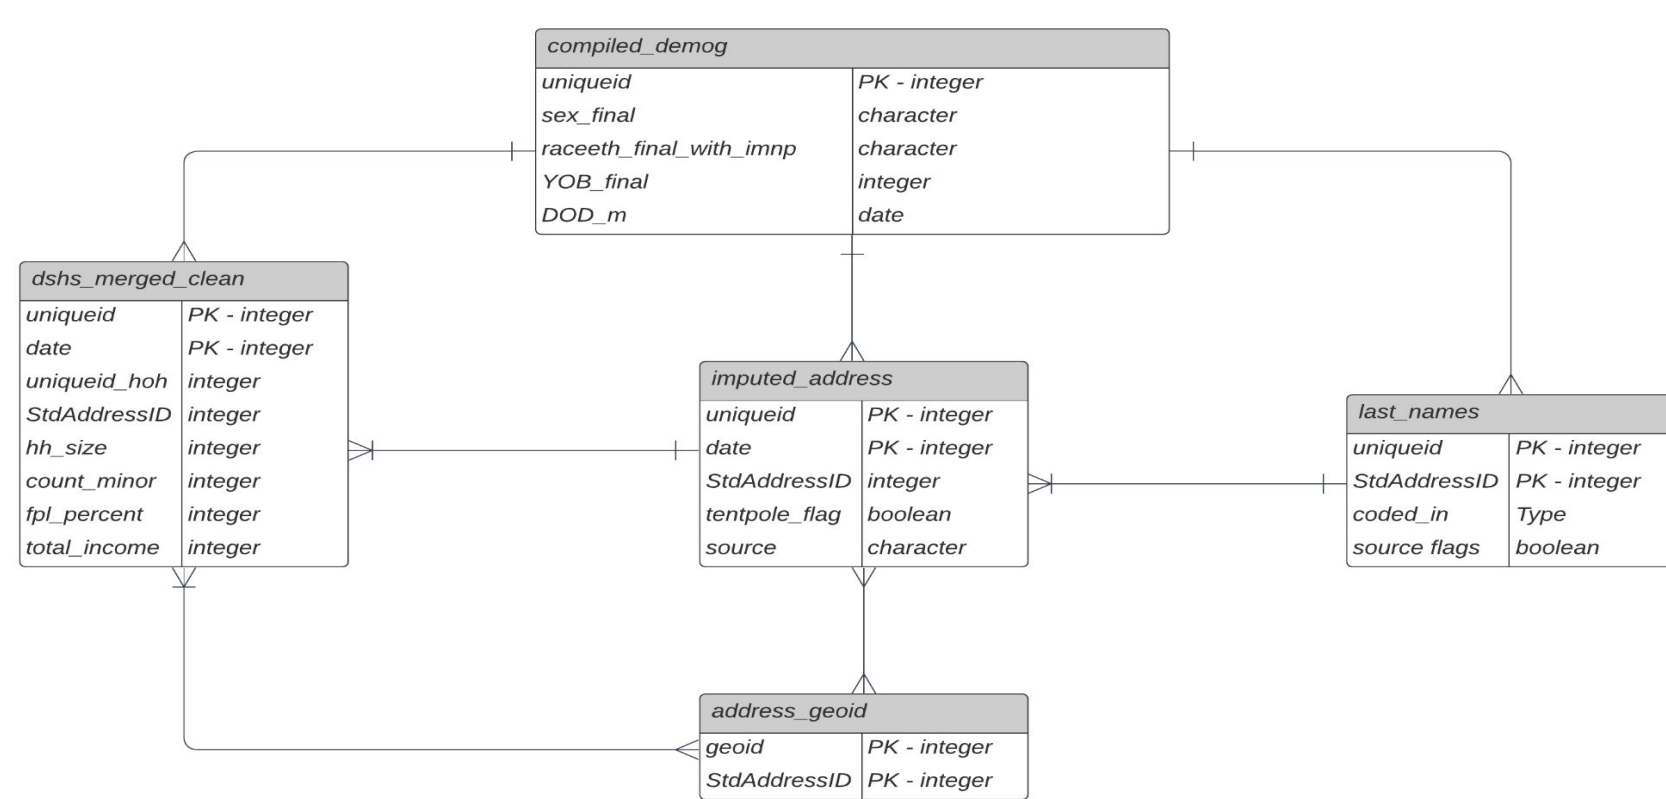 compiled_demog
uniqueid PK - integer
sex_final character
raceeth_final_with_imnp character
YOB_final integer
DOD_m date
dshs_merged_clean
uniqueid PK - integer
date PK - integer
uniqueid_hoh integer
StdAddressID integer
hh_size integer
count_minor integer
fpl_percent integer
total_income integer
imputed_address
uniqueid PK - integer
date PK - integer
StdAddressID integer
tentpole_flag boolean
source character
last_names
uniqueid PK - integer
StdAddressID PK - integer
coded_in Type
source flags boolean
address_geoid
geoid PK - integer
StdAddressID PK - integer